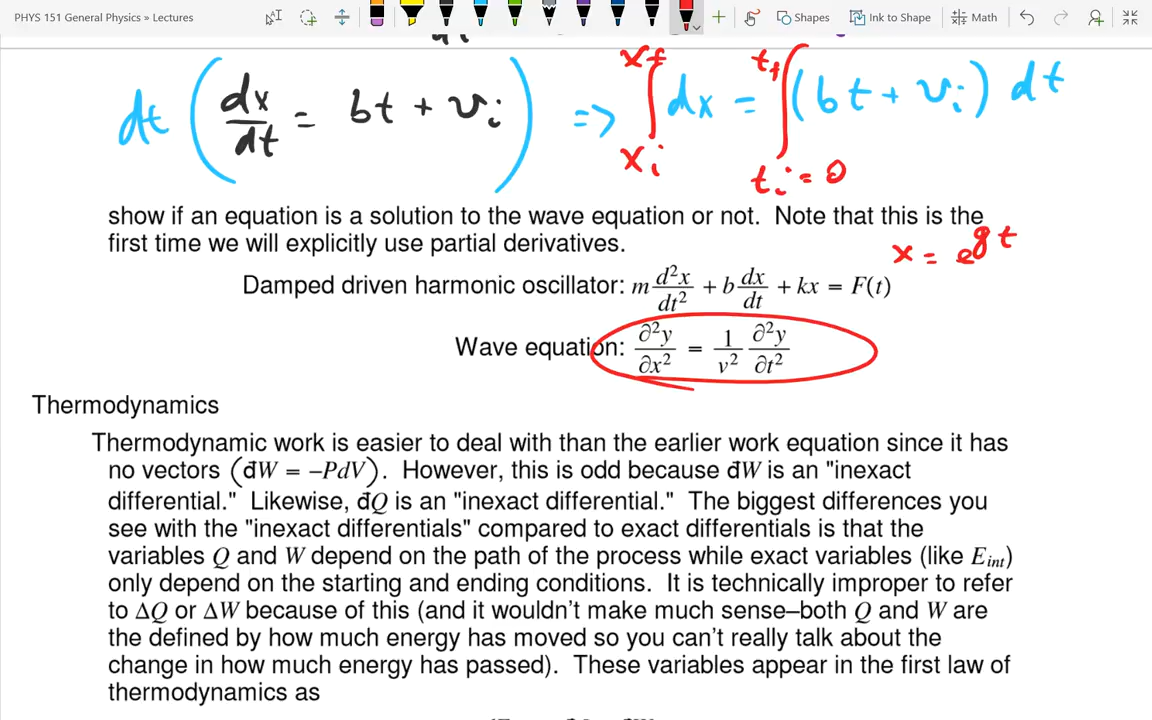 PHYS 151 General Physics » Lectures
Shapes
Ink to Shape
Math
dt ( dx/dt = bt + vᵢ ) => ∫_{xᵢ}^{x_f} dx = ∫_{tᵢ = 0}^{t_f} (bt + vᵢ) dt
show if an equation is a solution to the wave equation or not. Note that this is the
first time we will explicitly use partial derivatives.
x = e^{gt}
Damped driven harmonic oscillator: m d²x/dt² + b dx/dt + kx = F(t)
Wave equation: ∂²y/∂x² = 1/v² ∂²y/∂t²
Thermodynamics
Thermodynamic work is easier to deal with than the earlier work equation since it has
no vectors (đW = −PdV). However, this is odd because đW is an "inexact
differential." Likewise, đQ is an "inexact differential." The biggest differences you
see with the "inexact differentials" compared to exact differentials is that the
variables Q and W depend on the path of the process while exact variables (like E_int)
only depend on the starting and ending conditions. It is technically improper to refer
to ΔQ or ΔW because of this (and it wouldn't make much sense–both Q and W are
the defined by how much energy has moved so you can't really talk about the
change in how much energy has passed). These variables appear in the first law of
thermodynamics as